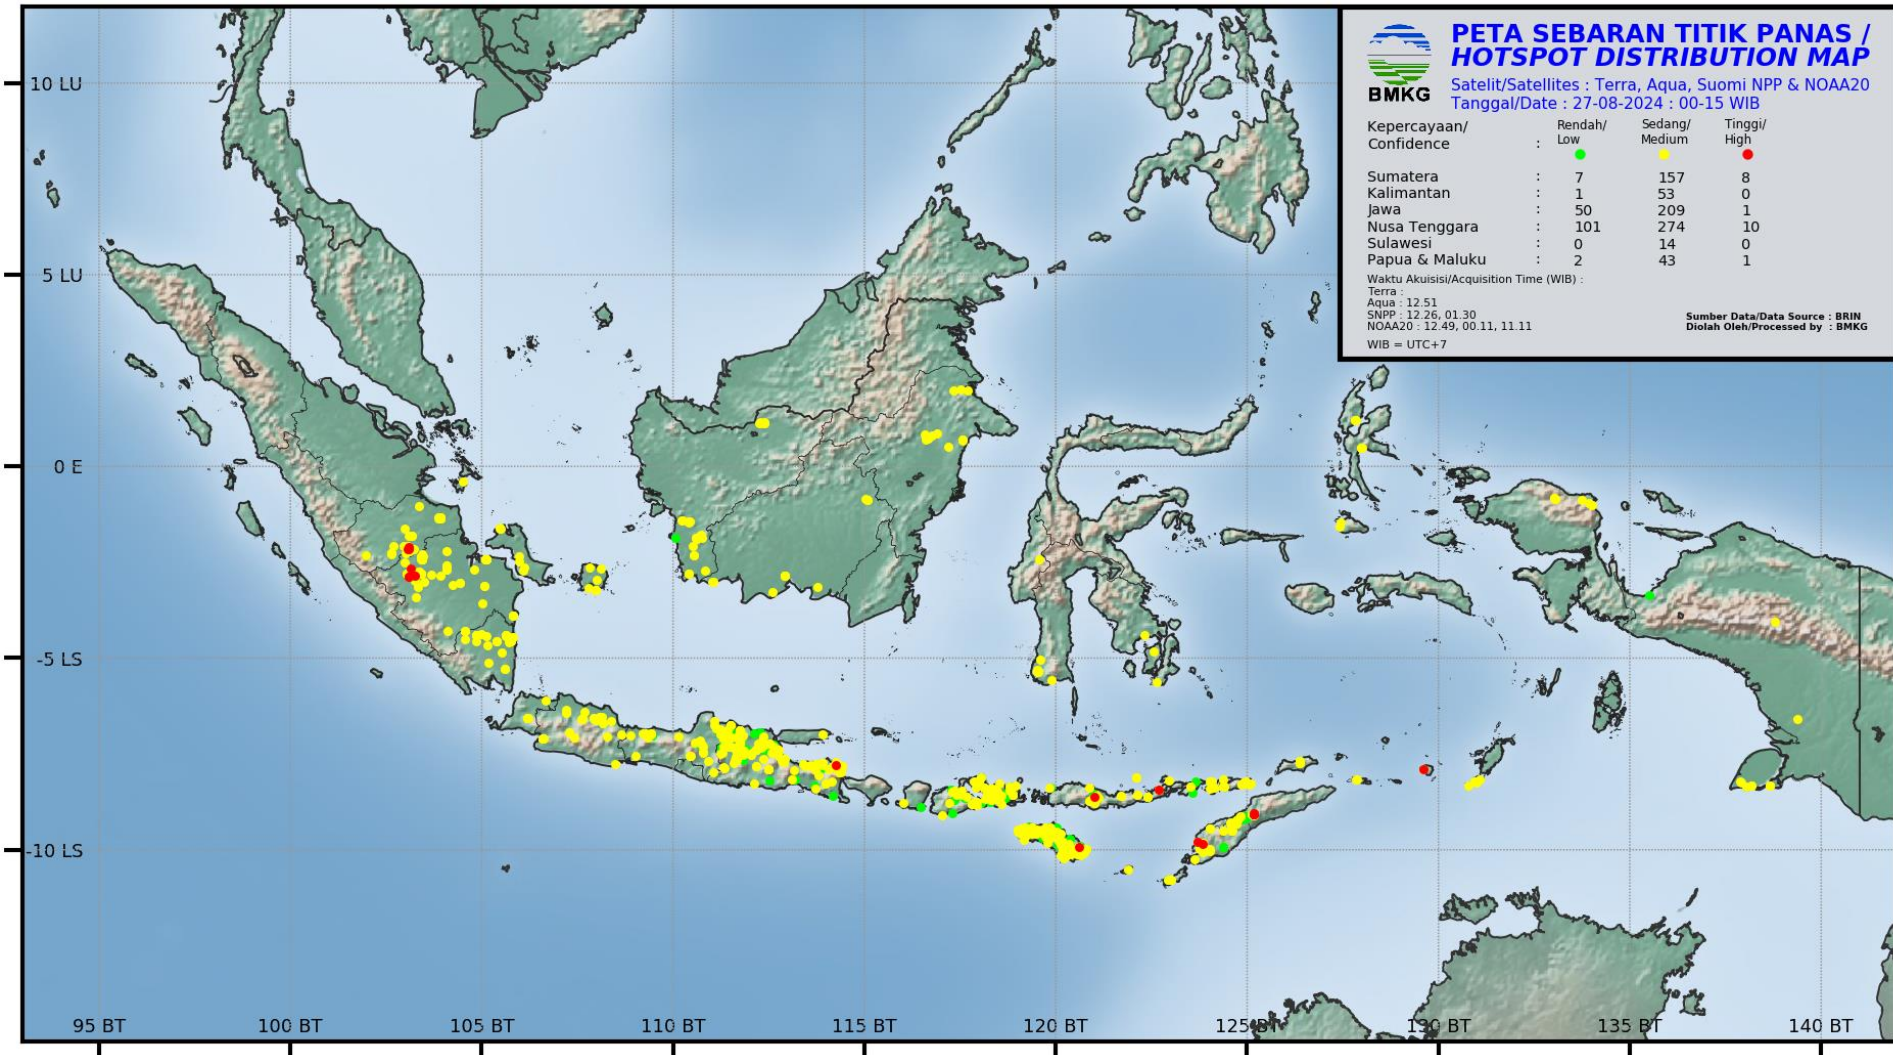 PETA SEBARAN TITIK PANAS /
HOTSPOT DISTRIBUTION MAP
Satelit/Satellites : Terra, Aqua, Suomi NPP & NOAA20
Tanggal/Date : 27-08-2024 : 00-15 WIB
BMKG
Kepercayaan/ Rendah/ Sedang/ Tinggi/
Confidence : Low Medium High
Sumatera : 7 157 8
Kalimantan : 1 53 0
Jawa : 50 209 1
Nusa Tenggara : 101 274 10
Sulawesi : 0 14 0
Papua & Maluku : 2 43 1
Waktu Akuisisi/Acquisition Time (WIB) :
Terra :
Aqua : 12.51
SNPP : 12.26, 01.30
NOAA20 : 12.49, 00.11, 11.11
WIB = UTC+7
Sumber Data/Data Source : BRIN
Diolah Oleh/Processed by : BMKG
10 LU
5 LU
0 E
-5 LS
-10 LS
95 BT 100 BT 105 BT 110 BT 115 BT 120 BT 125 BT 130 BT 135 BT 140 BT